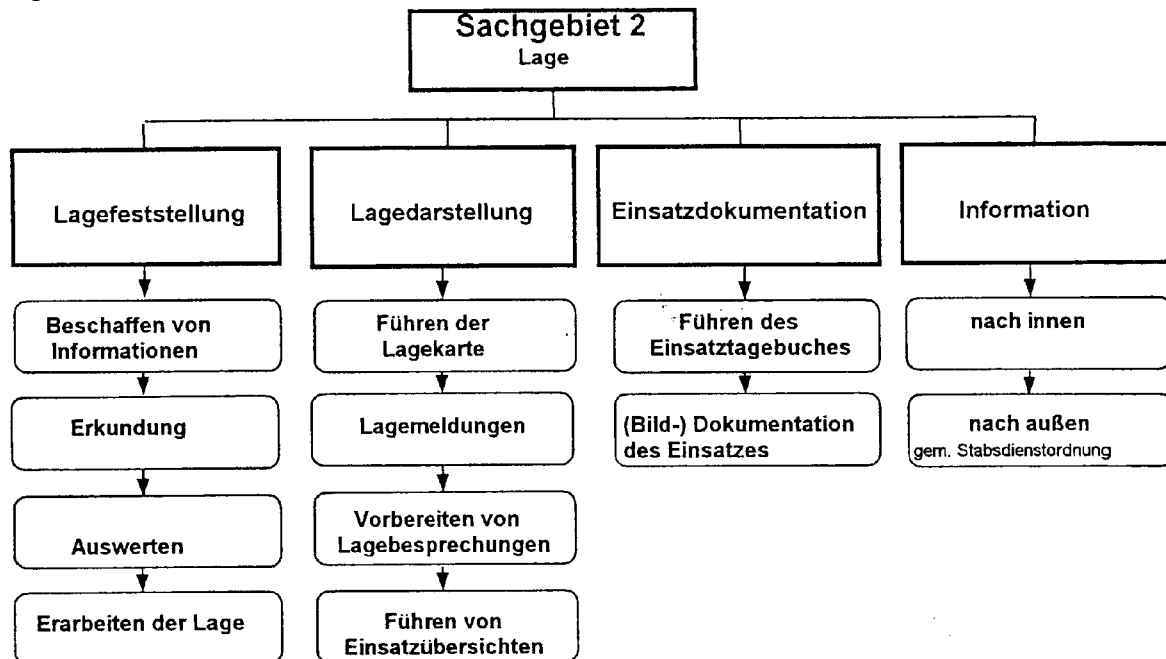 Sachgebiet 2
Lage
Lagefeststellung
Beschaffen von
Informationen
Erkundung
Auswerten
Erarbeiten der Lage
Lagedarstellung
Führen der
Lagekarte
Lagemeldungen
Vorbereiten von
Lagebesprechungen
Führen von
Einsatzübersichten
Einsatzdokumentation
Führen des
Einsatztagebuches
(Bild-) Dokumentation
des Einsatzes
Information
nach innen
nach außen
gem. Stabsdienstordnung